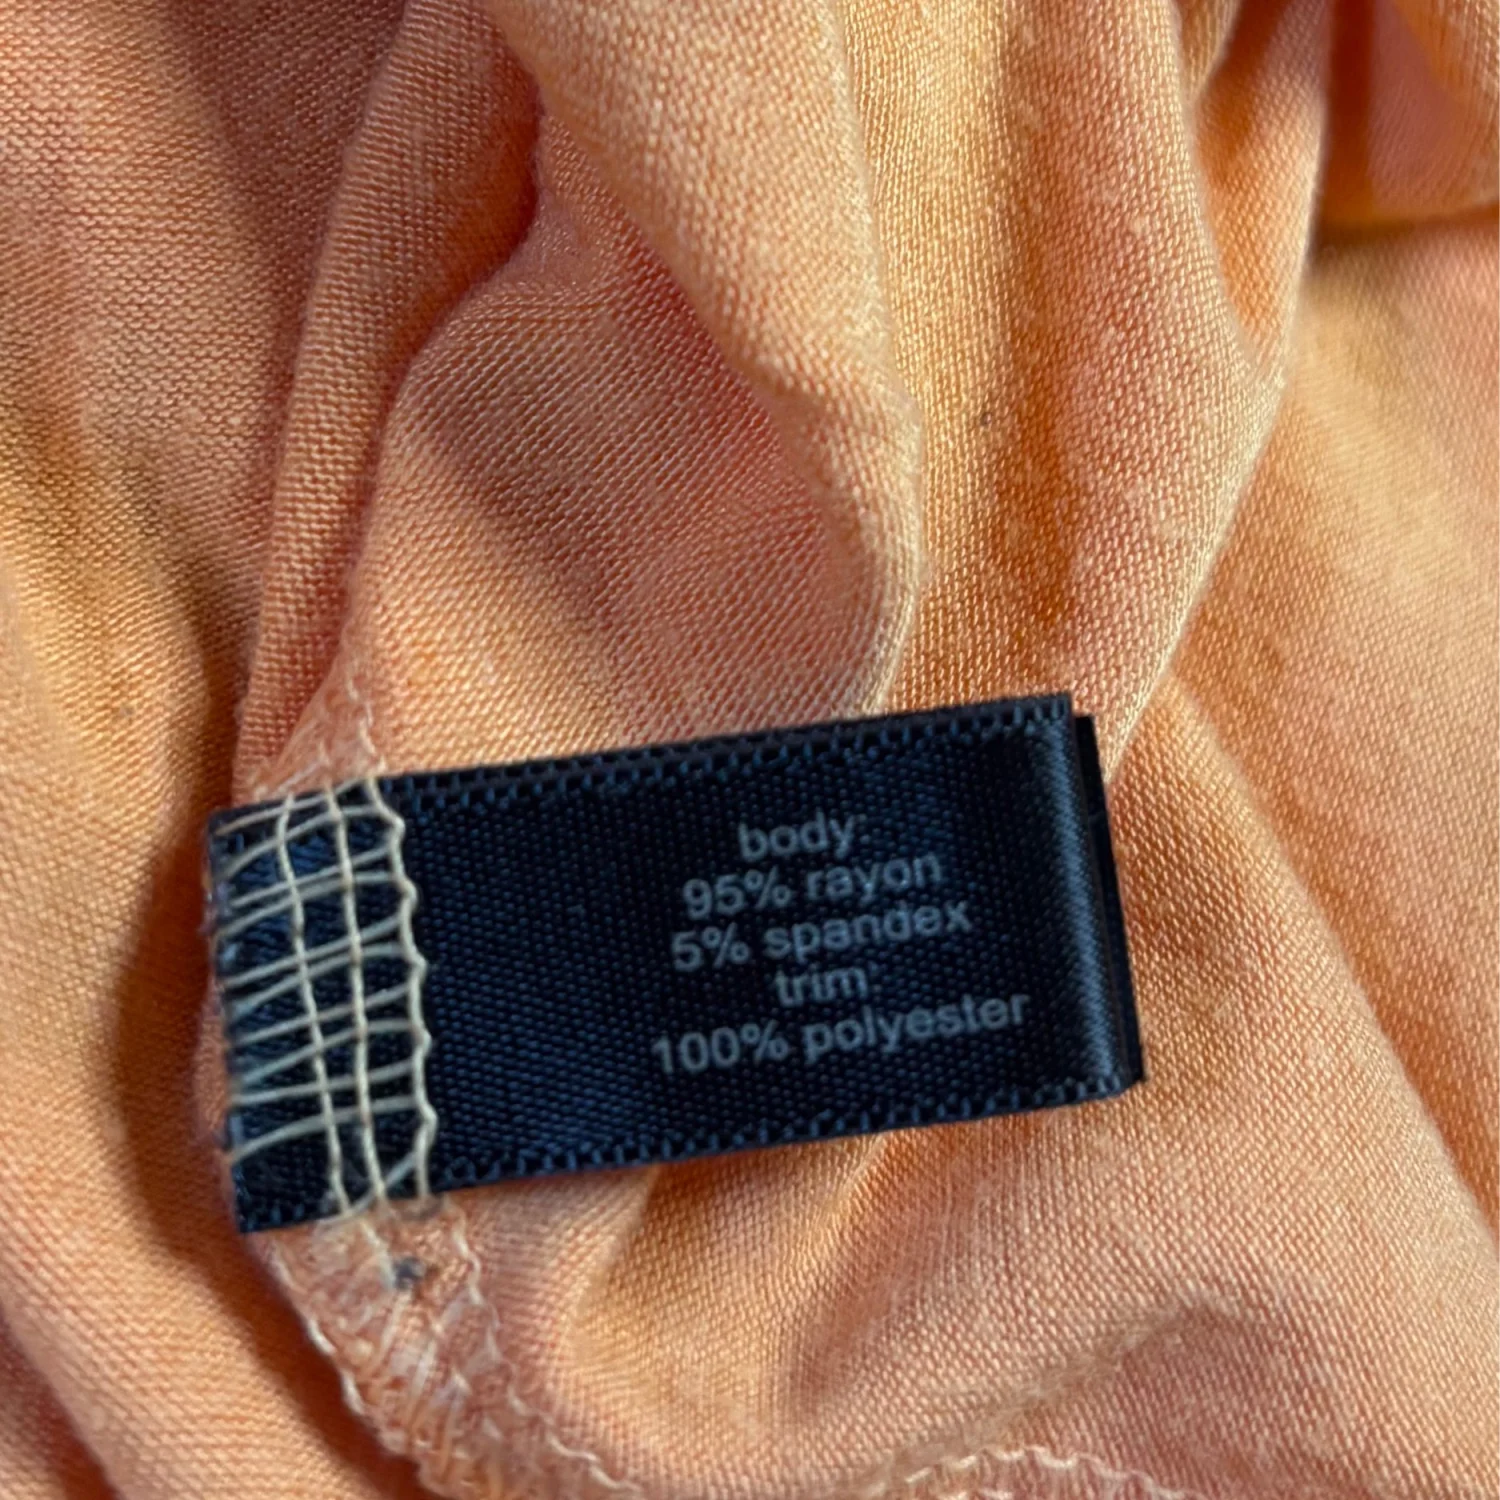 body
95% rayon
5% spandex
trim
100% polyester